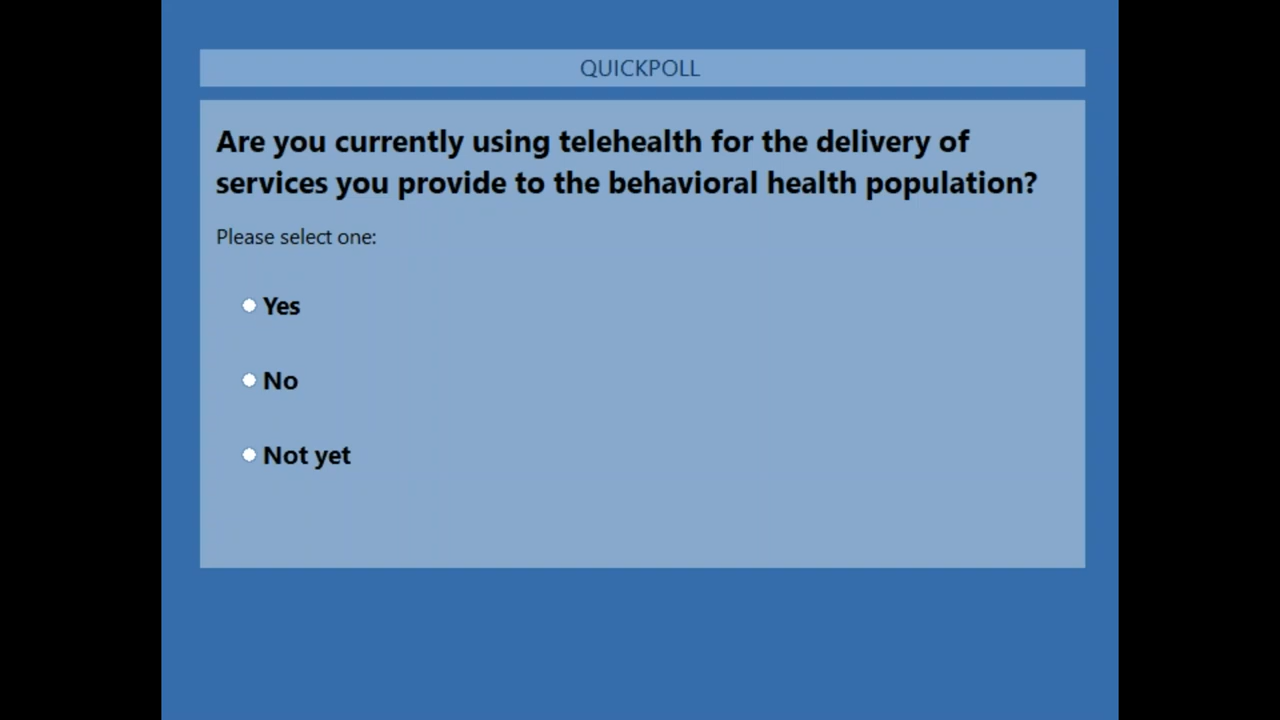 QUICKPOLL
Are you currently using telehealth for the delivery of
services you provide to the behavioral health population?
Please select one:
Yes
No
Not yet